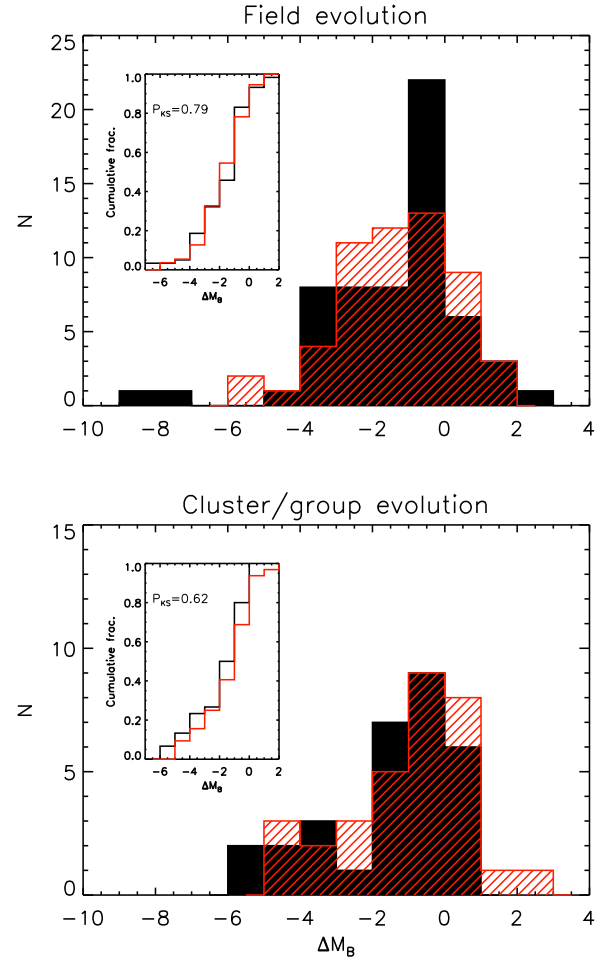 Field evolution
25
20
15
10
5
0
N
-10 -8 -6 -4 -2 0 2 4
1.0
0.8
0.6
0.4
0.2
0.0
Cumulative frac.
P_KS=0.79
-6 -4 -2 0 2
ΔM_B
Cluster/group evolution
15
10
5
0
N
-10 -8 -6 -4 -2 0 2 4
ΔM_B
1.0
0.8
0.6
0.4
0.2
0.0
Cumulative frac.
P_KS=0.62
-6 -4 -2 0 2
ΔM_B